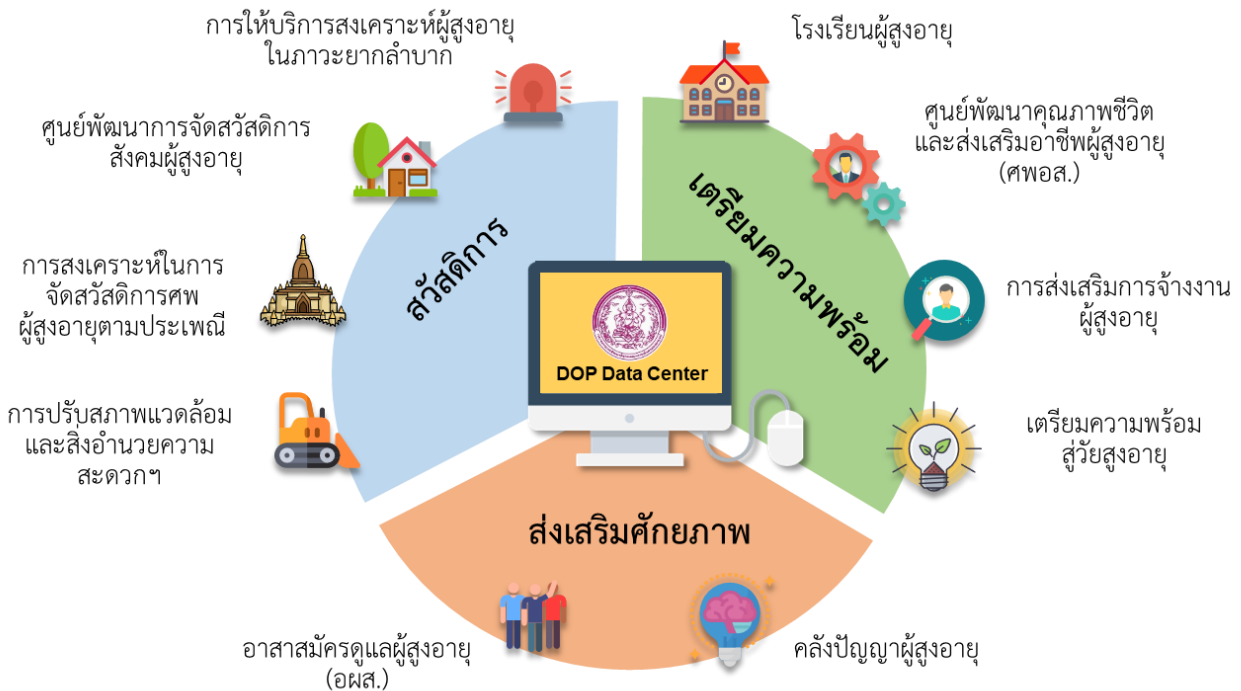 การให้บริการสงเคราะห์ผู้สูงอายุ
ในภาวะยากลำบาก
โรงเรียนผู้สูงอายุ
ศูนย์พัฒนาการจัดสวัสดิการ
สังคมผู้สูงอายุ
ศูนย์พัฒนาคุณภาพชีวิต
และส่งเสริมอาชีพผู้สูงอายุ
(ศพอส.)
สวัสดิการ
เตรียมความพร้อม
การสงเคราะห์ในการ
จัดสวัสดิการศพ
ผู้สูงอายุตามประเพณี
การส่งเสริมการจ้างงาน
ผู้สูงอายุ
DOP Data Center
การปรับสภาพแวดล้อม
และสิ่งอำนวยความ
สะดวกฯ
เตรียมความพร้อม
สู่วัยสูงอายุ
ส่งเสริมศักยภาพ
อาสาสมัครดูแลผู้สูงอายุ
(อผส.)
คลังปัญญาผู้สูงอายุ